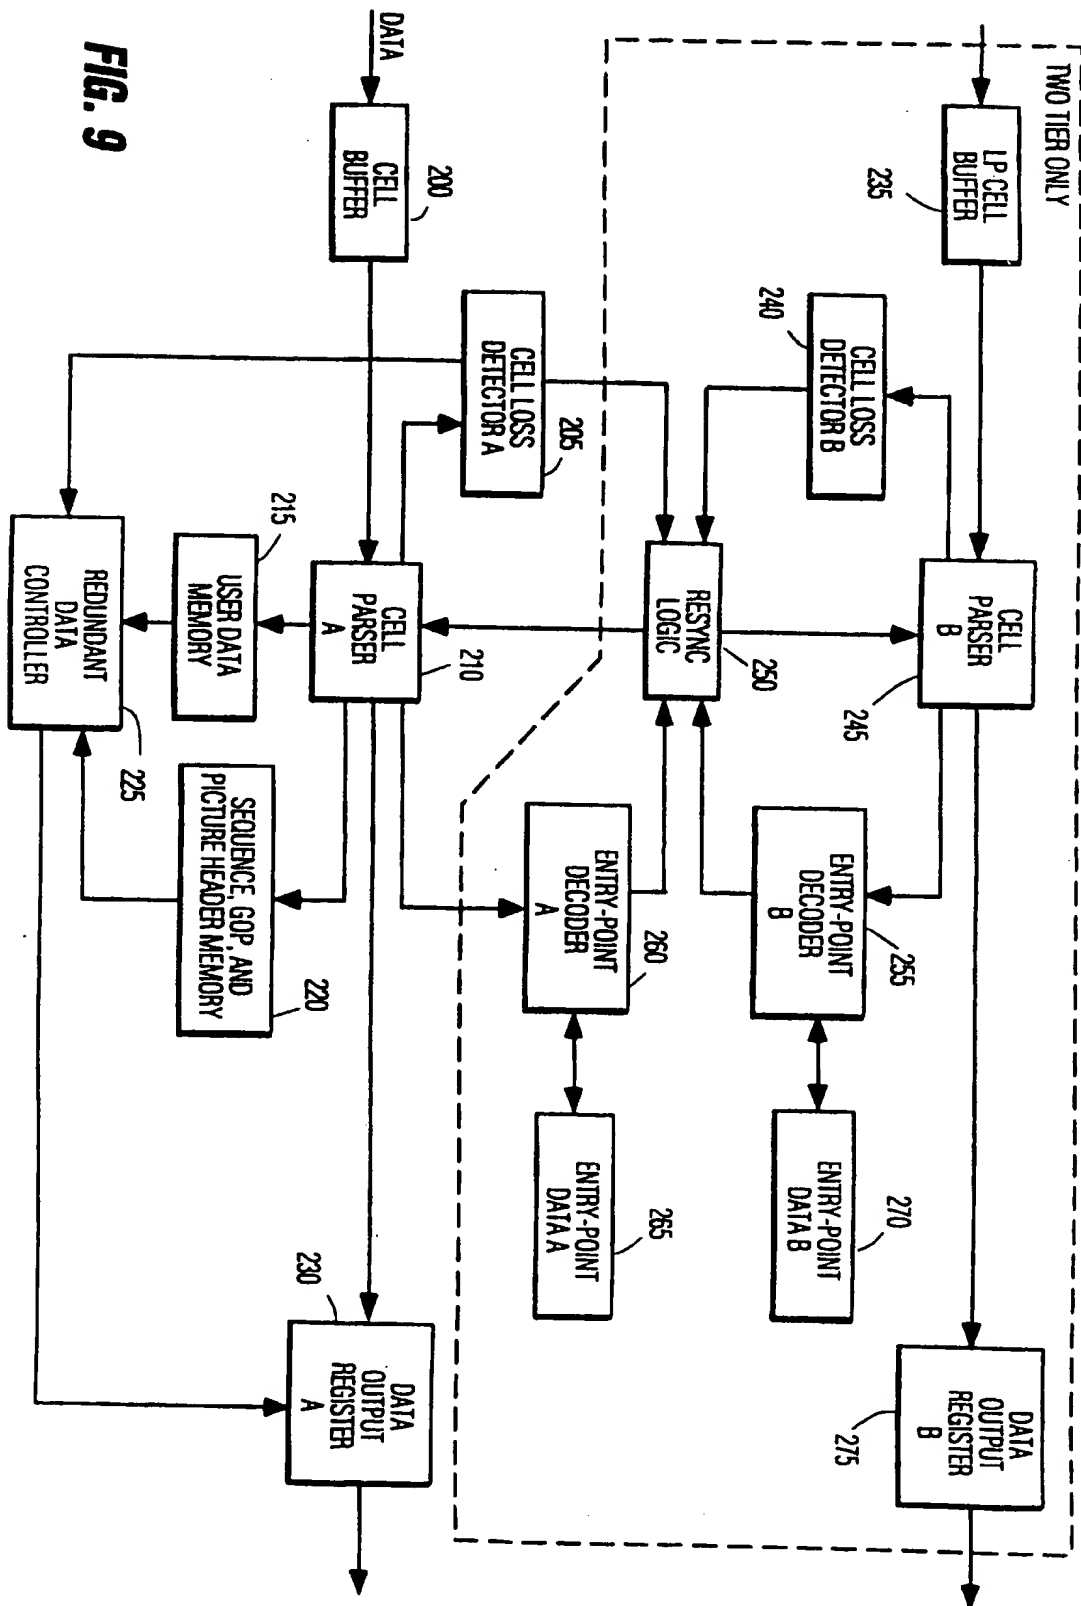 TWO TIER ONLY
LP CELL
BUFFER
235
CELL LOSS
DETECTOR B
240
CELL
PARSER
B
245
ENTRY-POINT
DECODER
B
255
ENTRY-POINT
DATA B
270
DATA
OUTPUT
REGISTER
B
275
RESYNC
LOGIC
250
ENTRY-POINT
DECODER
A
260
ENTRY-POINT
DATA A
265
CELL LOSS
DETECTOR A
205
DATA
CELL
BUFFER
200
CELL
PARSER
A
210
DATA
OUTPUT
REGISTER
A
230
USER DATA
MEMORY
215
SEQUENCE, GOP, AND
PICTURE HEADER MEMORY
220
REDUNDANT
DATA
CONTROLLER
225
FIG. 9